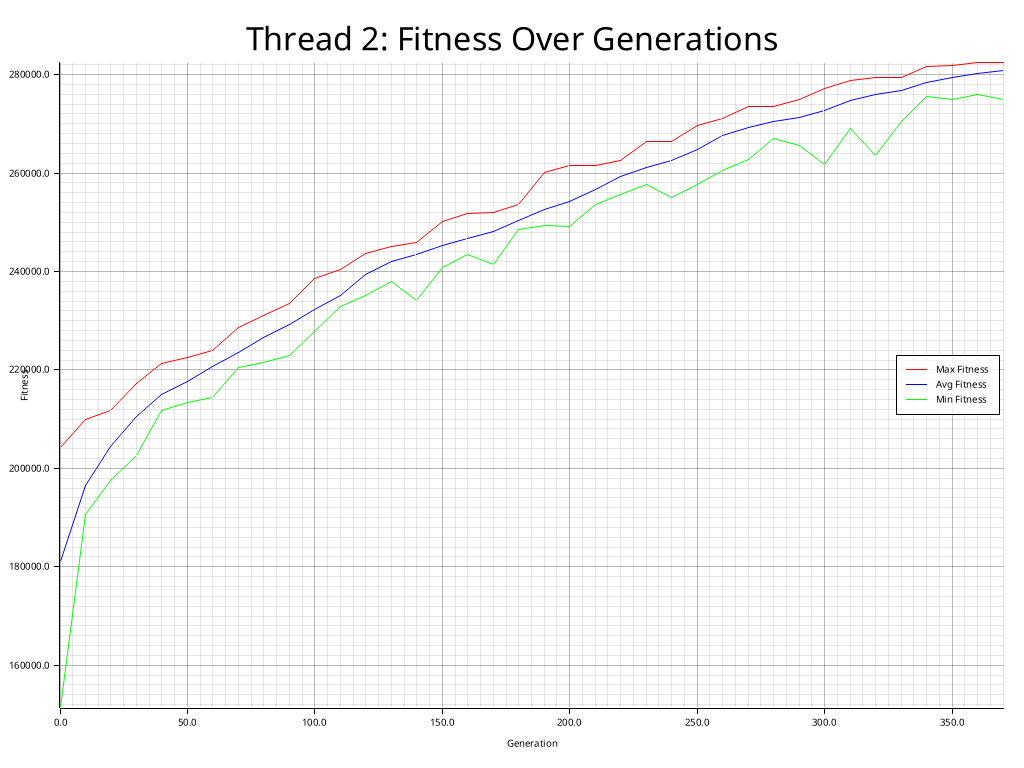 Thread 2: Fitness Over Generations
280000.0
260000.0
240000.0
220000.0
200000.0
180000.0
160000.0
Fitness
Max Fitness
Avg Fitness
Min Fitness
0.0 50.0 100.0 150.0 200.0 250.0 300.0 350.0
Generation